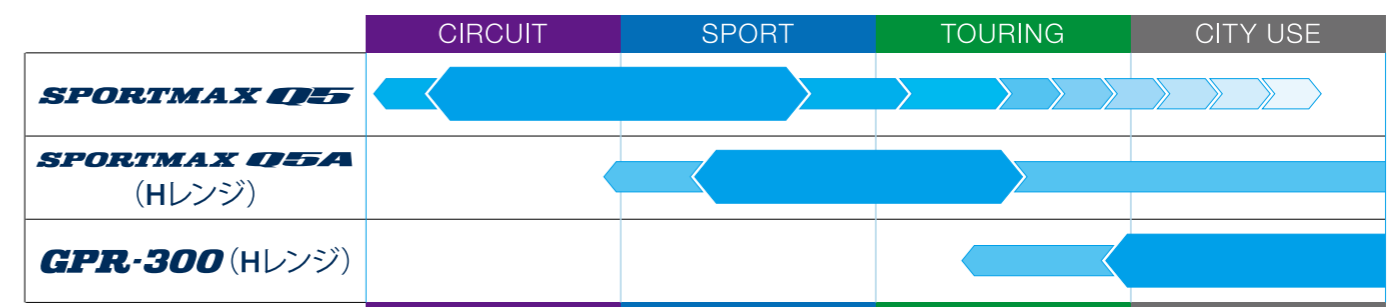 CIRCUIT SPORT TOURING CITY USE
SPORTMAX Q5
SPORTMAX Q5A
(Hレンジ)
GPR-300(Hレンジ)